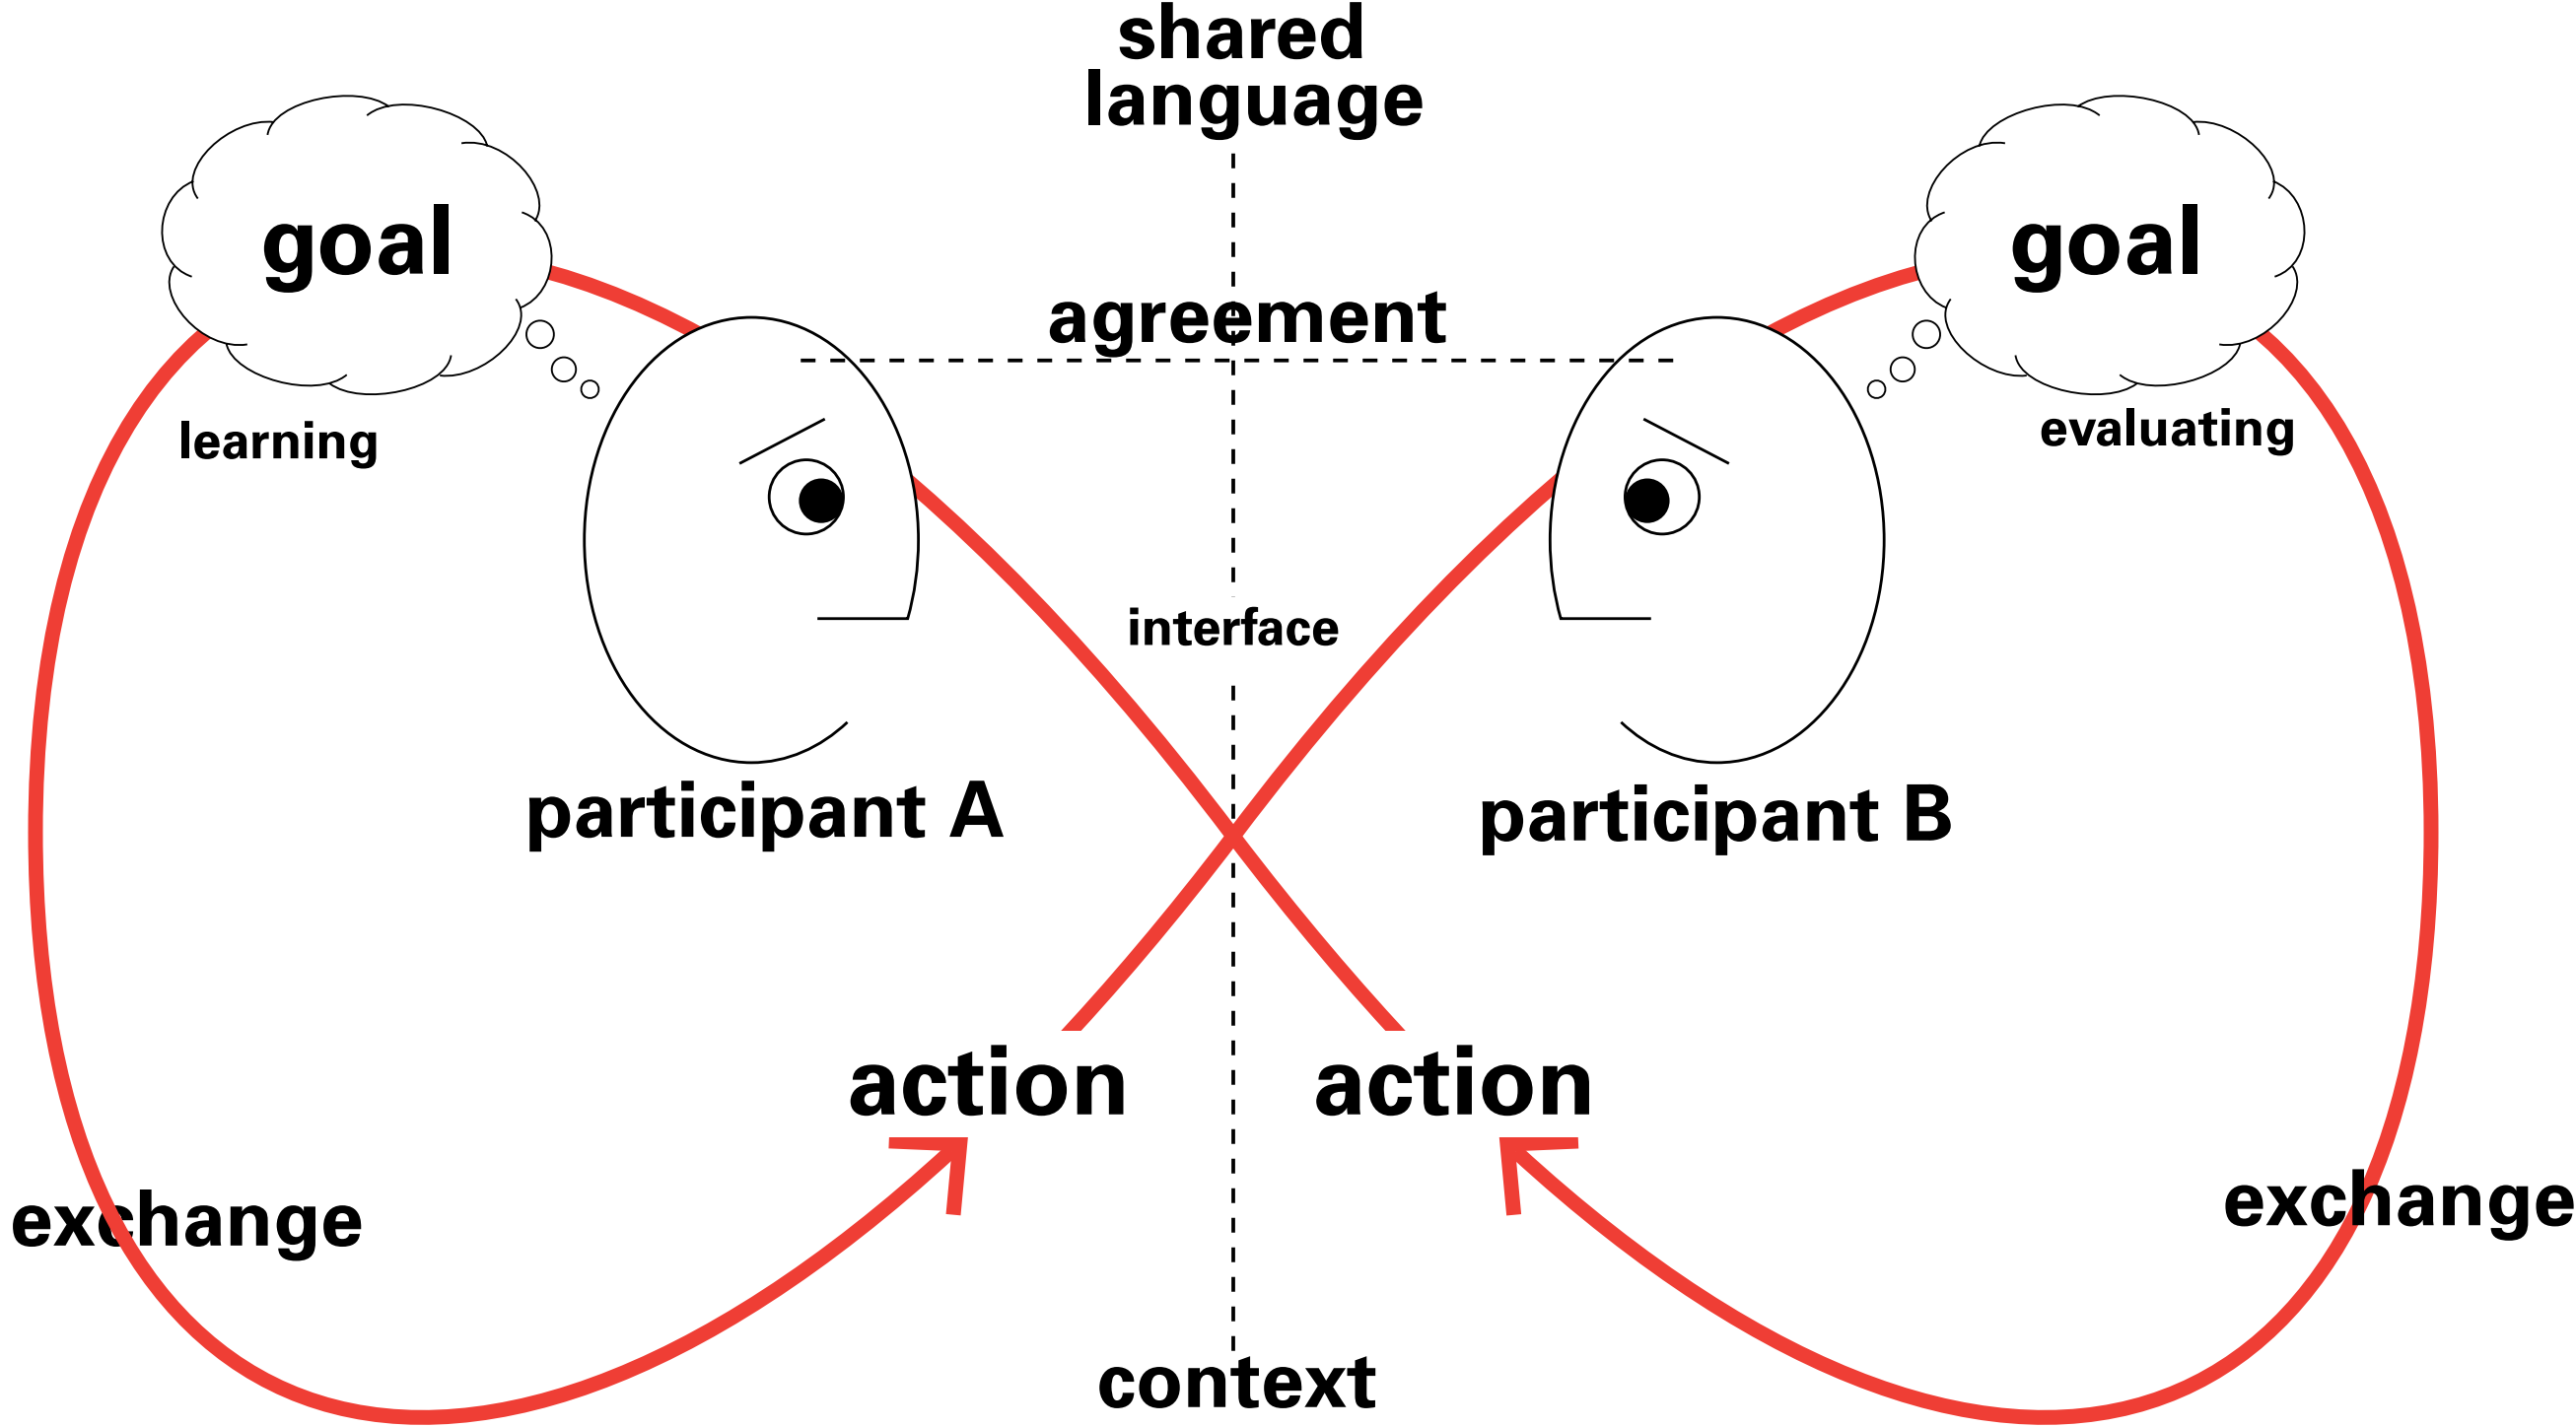 shared
language
goal
goal
agreement
learning
evaluating
interface
participant A
participant B
action
action
exchange
exchange
context